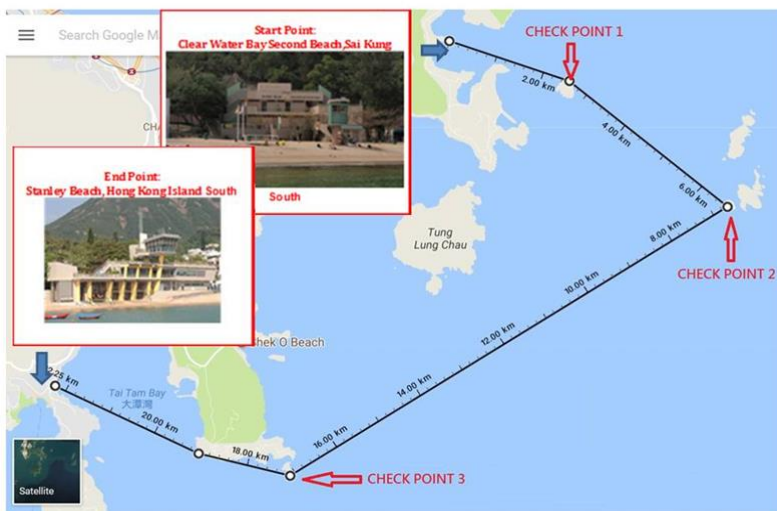 Search Google Ma
Start Point:
Clear Water Bay Second Beach,Sai Kung
South
End Point:
Stanley Beach, Hong Kong Island South
CHECK POINT 1
2.00 km
4.00 km
6.00 km
CHECK POINT 2
8.00 km
10.00 km
12.00 km
14.00 km
16.00 km
CHECK POINT 3
18.00 km
20.00 km
2.25 km
Tung
Lung Chau
hek O Beach
Tai Tam Bay
大潭灣
CHA
Satellite